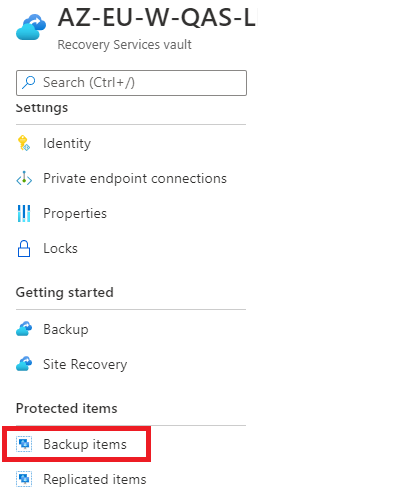 AZ-EU-W-QAS-L
Recovery Services vault
Search (Ctrl+/)
Settings
Identity
Private endpoint connections
Properties
Locks
Getting started
Backup
Site Recovery
Protected items
Backup items
Replicated items